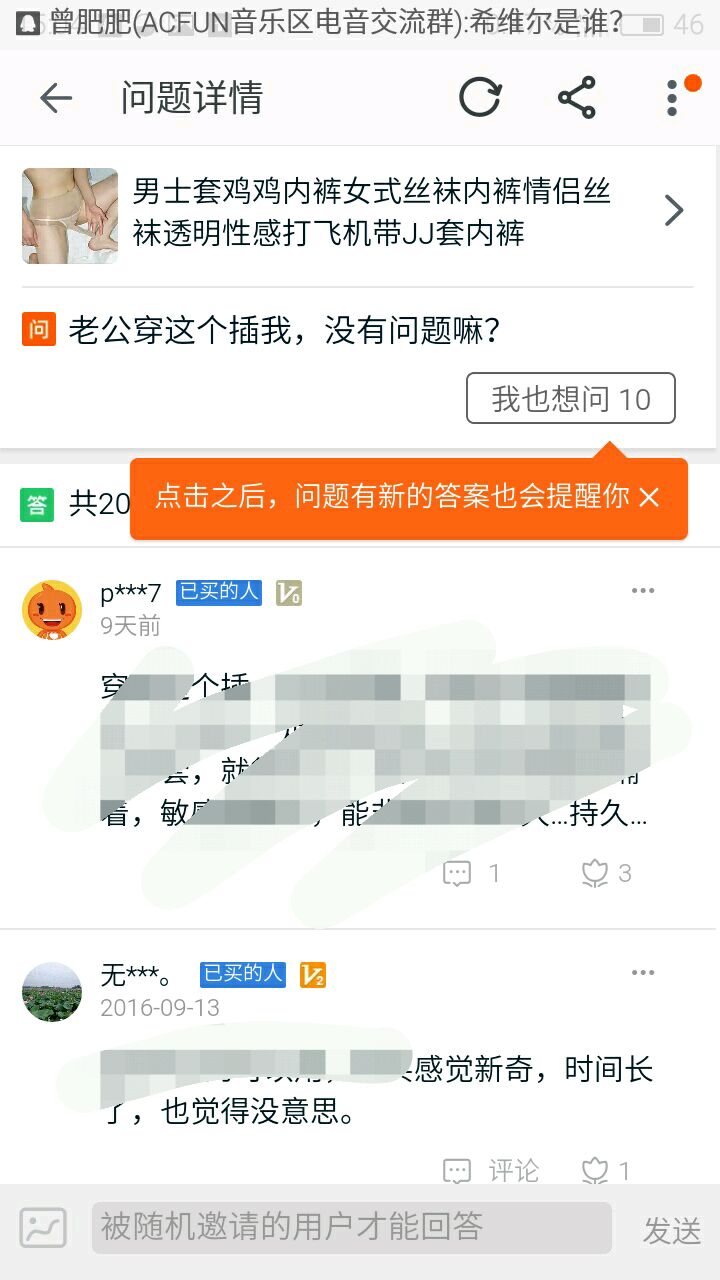 曾肥肥(ACFUN音乐区电音交流群):希维尔是谁?
46
问题详情
男士套鸡鸡内裤女式丝袜内裤情侣丝
袜透明性感打飞机带JJ套内裤
问 老公穿这个插我，没有问题嘛?
我也想问 10
点击之后，问题有新的答案也会提醒你 ×
答 共20
p***7 已买的人 V0
9天前
穿 个插
套，就
着，敏感 ，能 久...持久...
1 3
无***。 已买的人 V2
2016-09-13
感觉新奇，时间长
了，也觉得没意思。
评论 1
被随机邀请的用户才能回答 发送